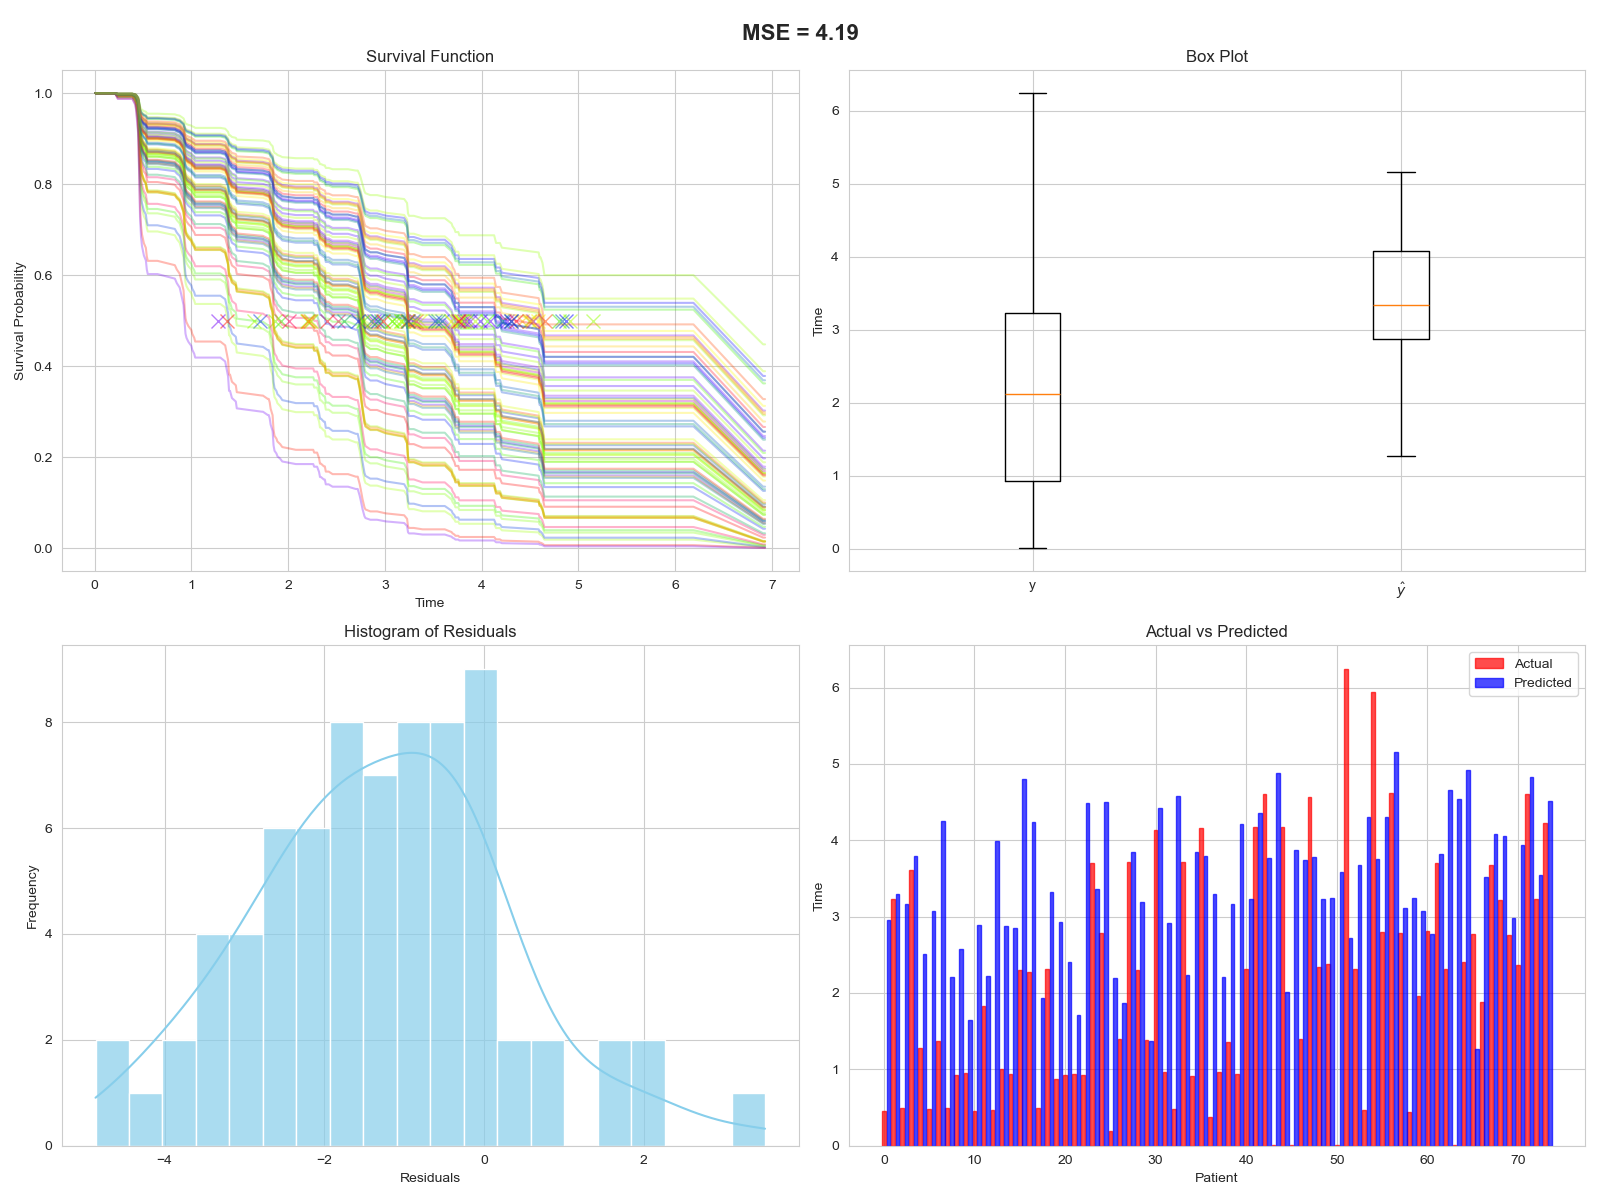 MSE = 4.19
Survival Function
Survival Probability
1.0
0.8
0.6
0.4
0.2
0.0
0 1 2 3 4 5 6 7
Time
Box Plot
Time
6
5
4
3
2
1
0
y ŷ
Histogram of Residuals
Frequency
8
6
4
2
0
−4 −2 0 2
Residuals
Actual vs Predicted
Actual
Predicted
Time
6
5
4
3
2
1
0
0 10 20 30 40 50 60 70
Patient